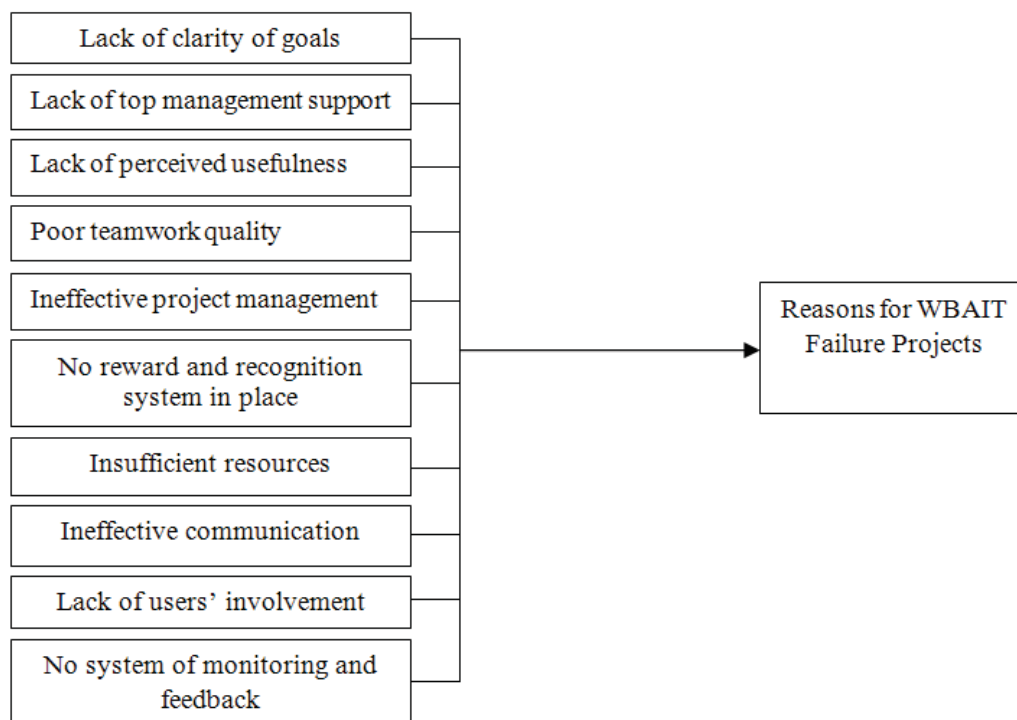 Lack of clarity of goals
Lack of top management support
Lack of perceived usefulness
Poor teamwork quality
Ineffective project management
No reward and recognition
system in place
Insufficient resources
Ineffective communication
Lack of users’ involvement
No system of monitoring and
feedback
Reasons for WBAIT
Failure Projects